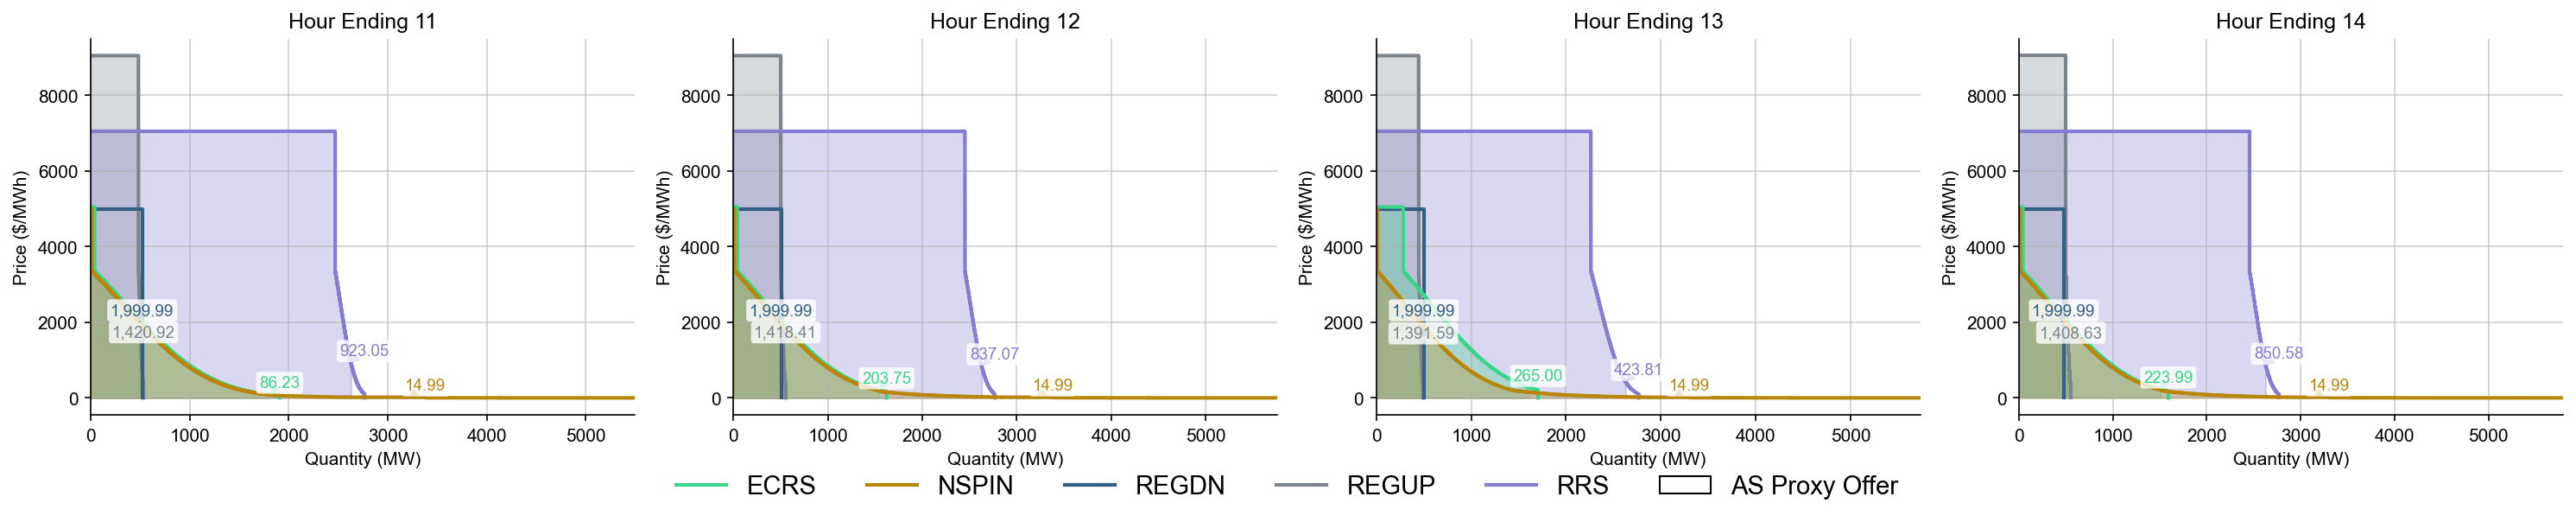 Hour Ending 11
Price ($/MWh)
8000
6000
4000
2000
0
1,999.99
1,420.92
923.05
86.23
14.99
0 1000 2000 3000 4000 5000
Quantity (MW)
Hour Ending 12
Price ($/MWh)
8000
6000
4000
2000
0
1,999.99
1,418.41
837.07
203.75
14.99
0 1000 2000 3000 4000 5000
Quantity (MW)
Hour Ending 13
Price ($/MWh)
8000
6000
4000
2000
0
1,999.99
1,391.59
423.81
265.00
14.99
0 1000 2000 3000 4000 5000
Quantity (MW)
Hour Ending 14
Price ($/MWh)
8000
6000
4000
2000
0
1,999.99
1,408.63
850.58
223.99
14.99
0 1000 2000 3000 4000 5000
Quantity (MW)
ECRS NSPIN REGDN REGUP RRS AS Proxy Offer